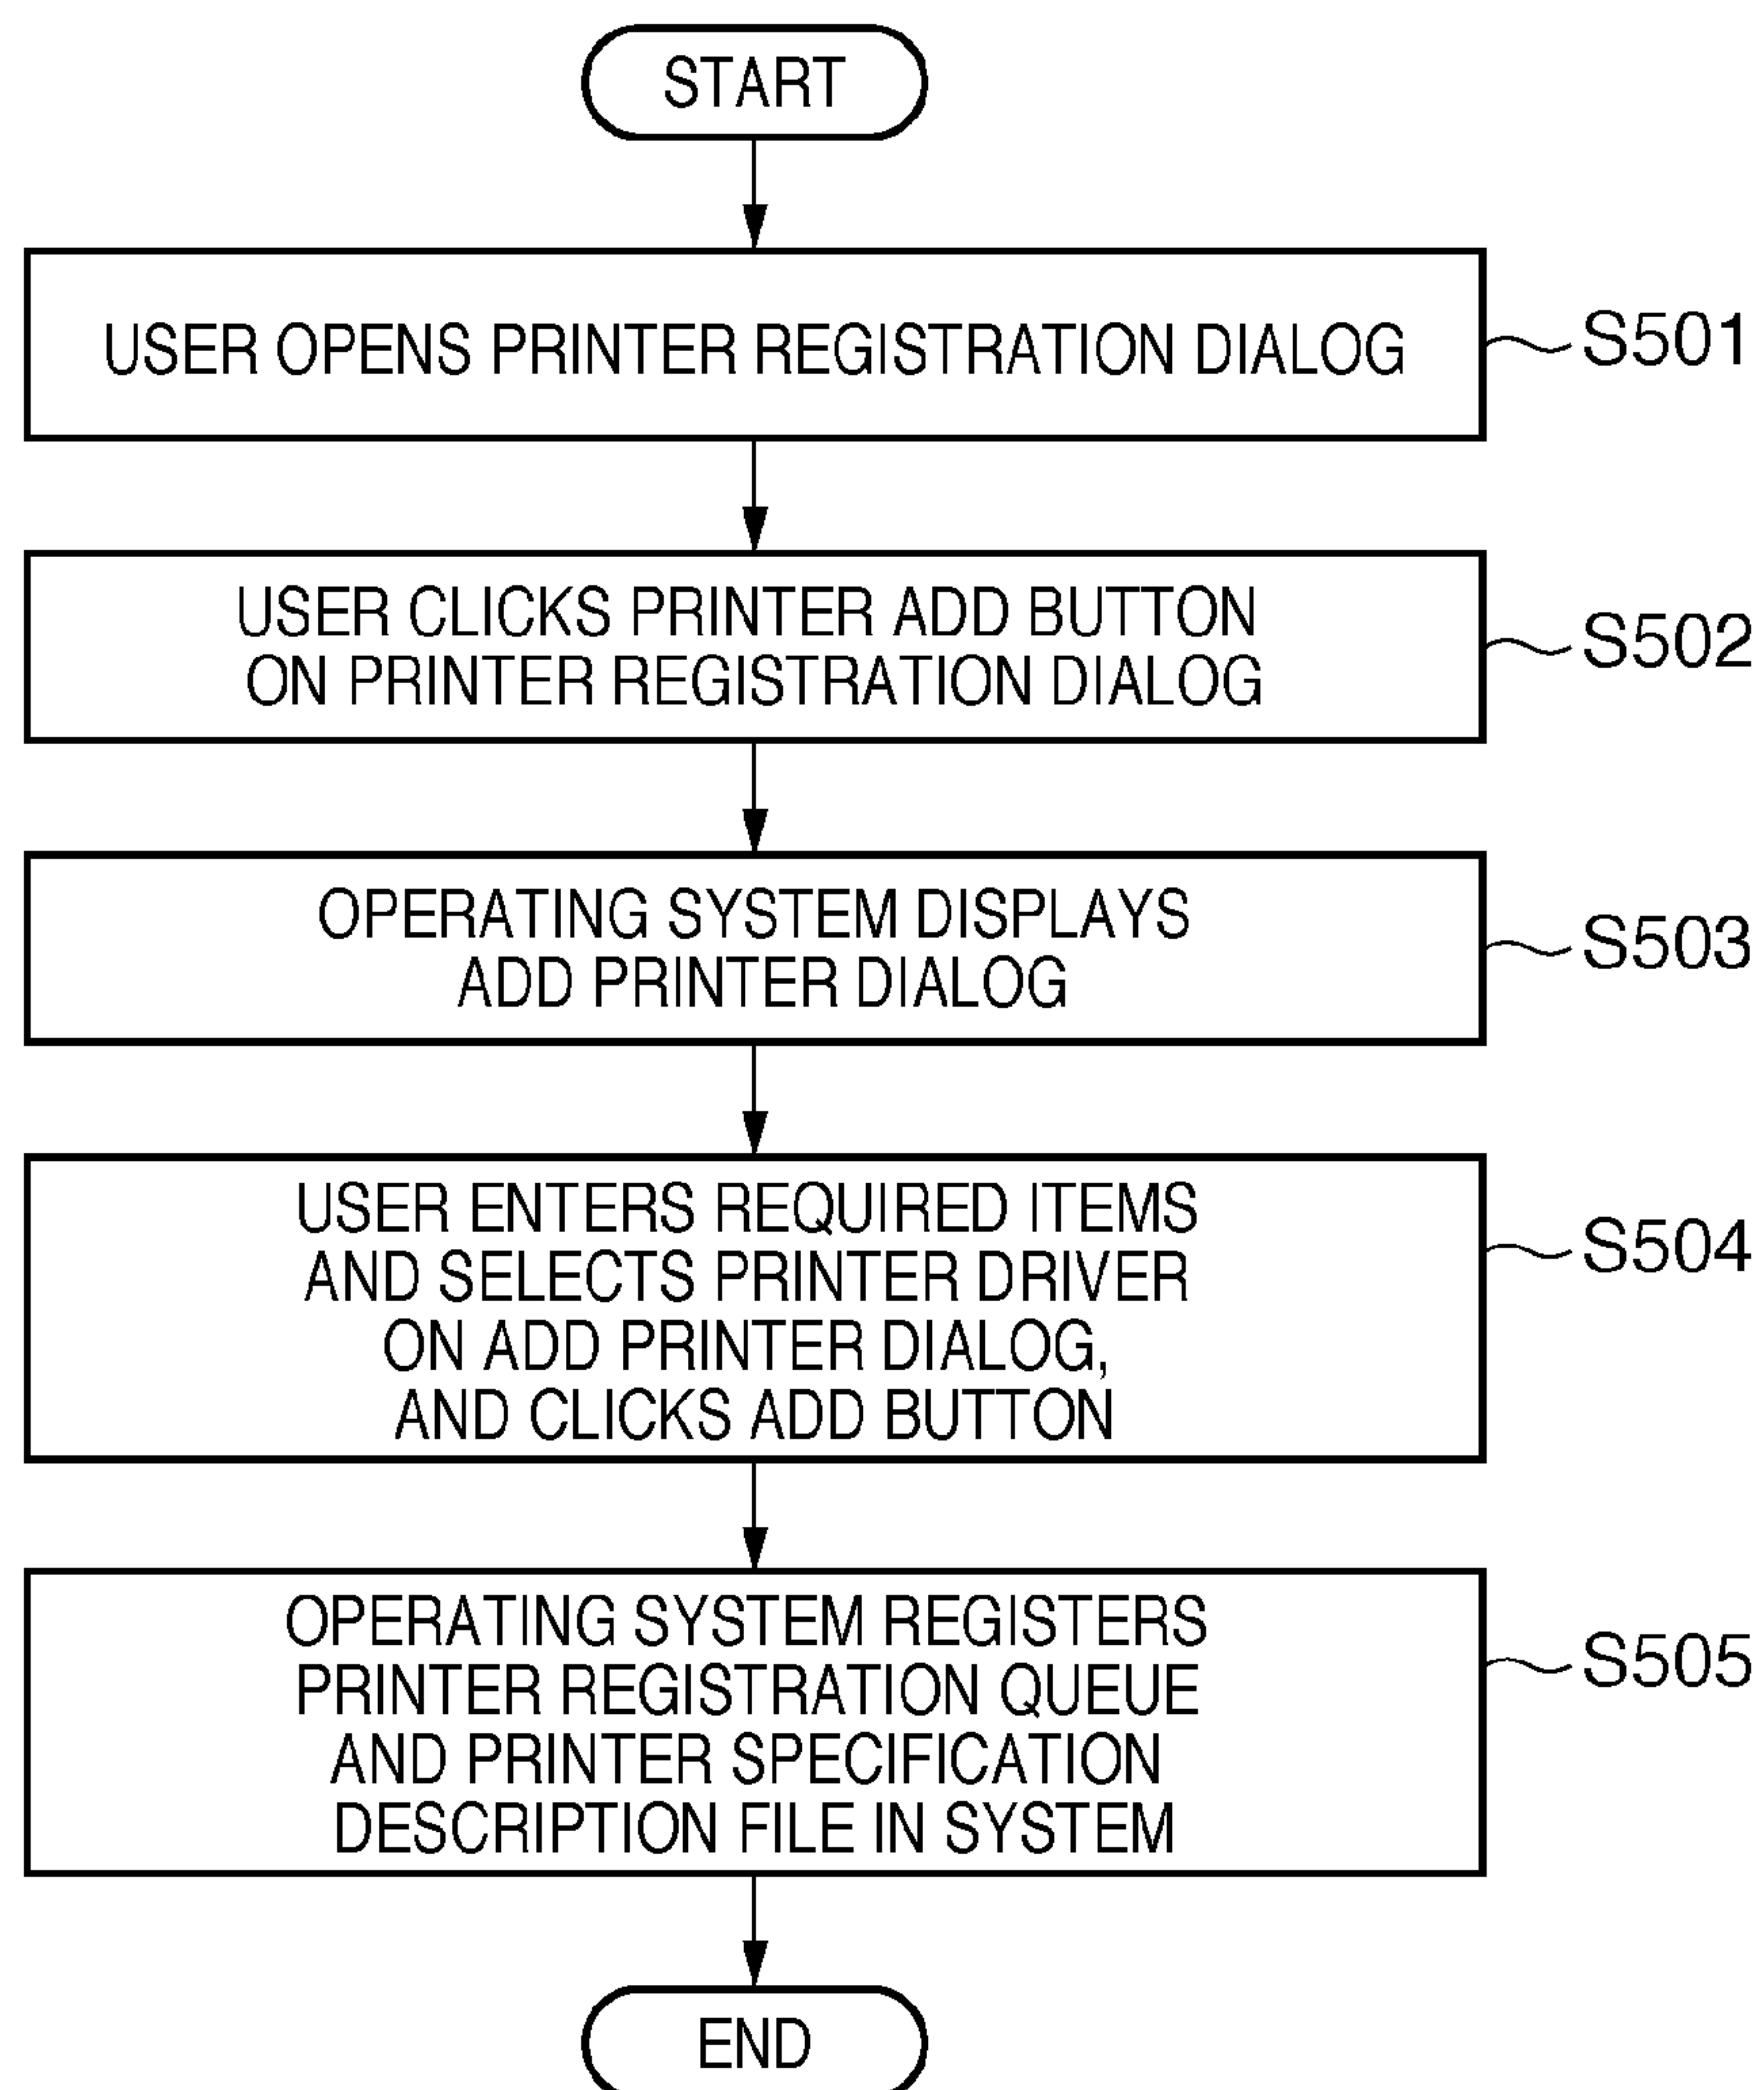 START
USER OPENS PRINTER REGISTRATION DIALOG
S501
USER CLICKS PRINTER ADD BUTTON
ON PRINTER REGISTRATION DIALOG
S502
OPERATING SYSTEM DISPLAYS
ADD PRINTER DIALOG
S503
USER ENTERS REQUIRED ITEMS
AND SELECTS PRINTER DRIVER
ON ADD PRINTER DIALOG,
AND CLICKS ADD BUTTON
S504
OPERATING SYSTEM REGISTERS
PRINTER REGISTRATION QUEUE
AND PRINTER SPECIFICATION
DESCRIPTION FILE IN SYSTEM
S505
END